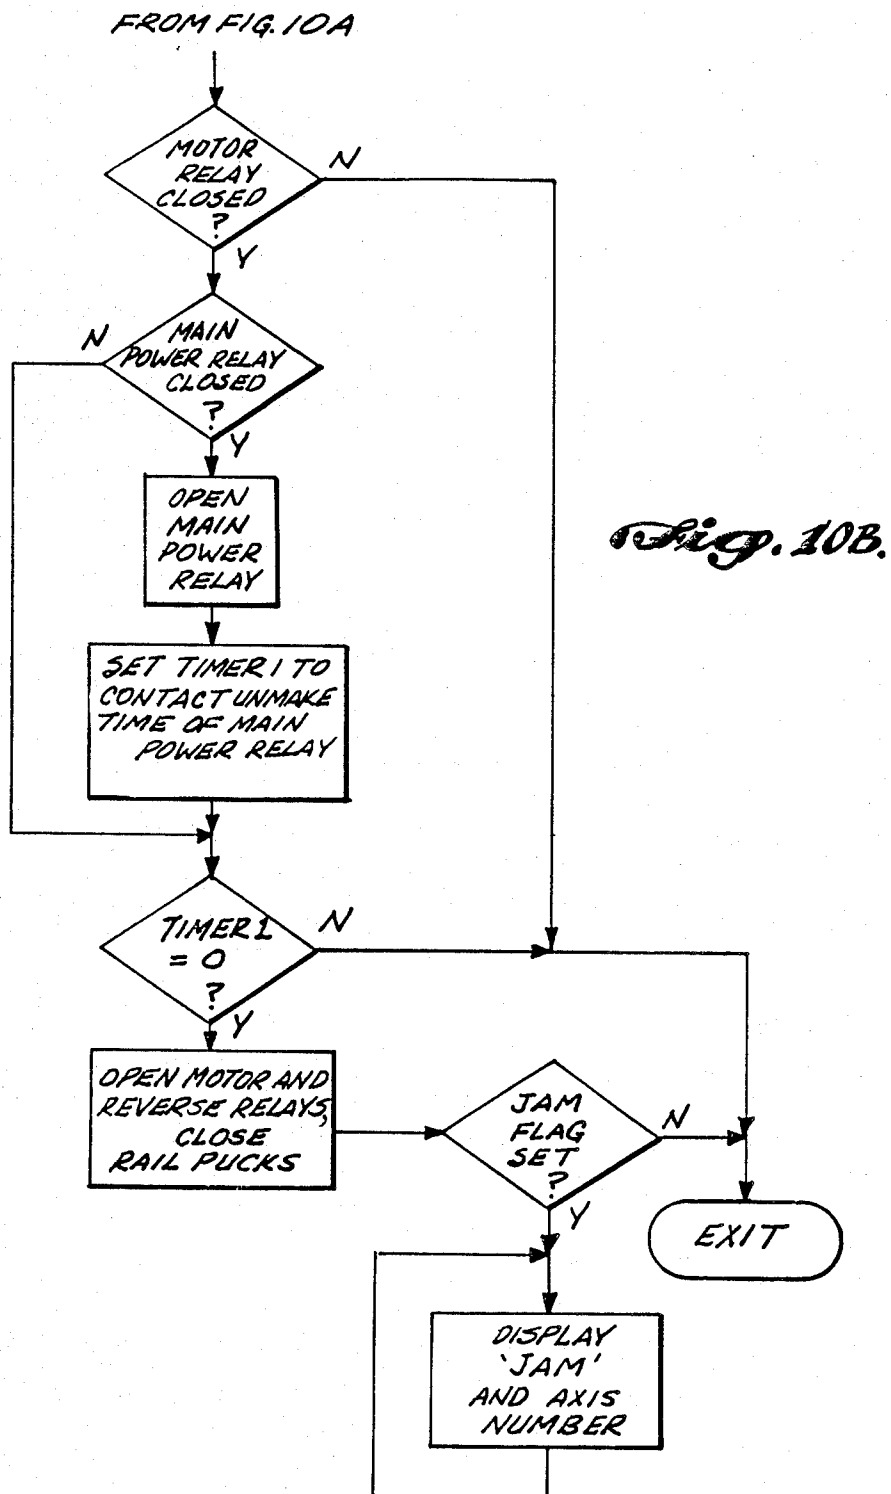 FROM FIG. 10A
MOTOR
RELAY
CLOSED
?
N
Y
MAIN
POWER RELAY
CLOSED
?
N
Y
OPEN
MAIN
POWER
RELAY
Fig. 10B.
SET TIMER 1 TO
CONTACT UNMAKE
TIME OF MAIN
POWER RELAY
TIMER 1
= 0
?
N
Y
OPEN MOTOR AND
REVERSE RELAYS,
CLOSE
RAIL PUCKS
JAM
FLAG
SET
?
N
Y
EXIT
DISPLAY
'JAM'
AND AXIS
NUMBER